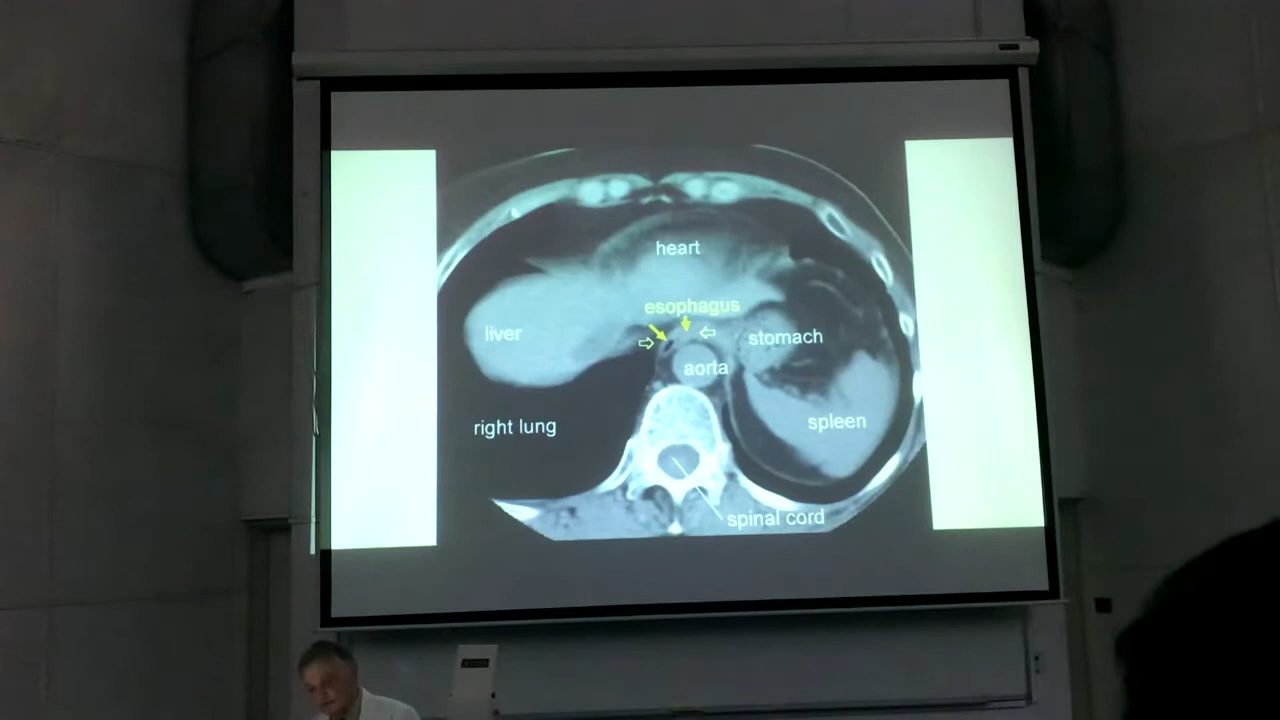 heart
esophagus
liver
stomach
aorta
spleen
right lung
spinal cord